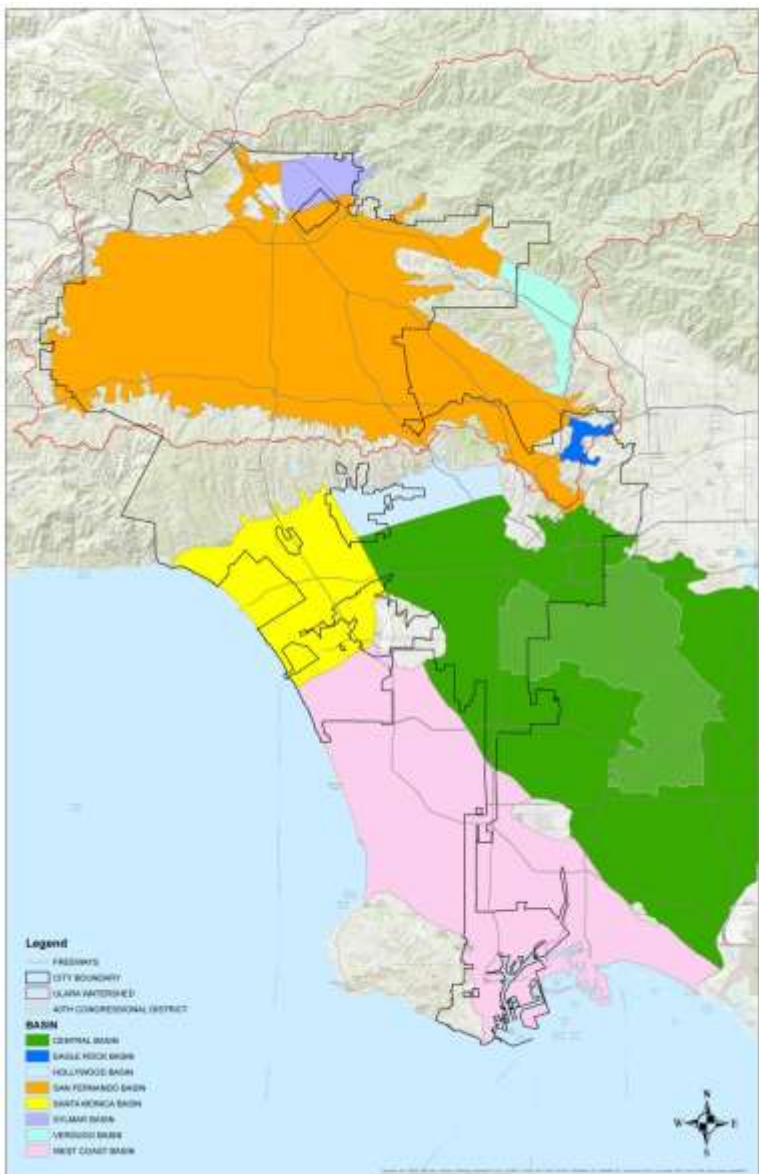 Legend
FREEWAYS
CITY BOUNDARY
ULARA WATERSHED
40TH CONGRESSIONAL DISTRICT
BASIN
CENTRAL BASIN
EAGLE ROCK BASIN
HOLLYWOOD BASIN
SAN FERNANDO BASIN
SANTA MONICA BASIN
SYLMAR BASIN
VERDUGO BASIN
WEST COAST BASIN
N
W E
S